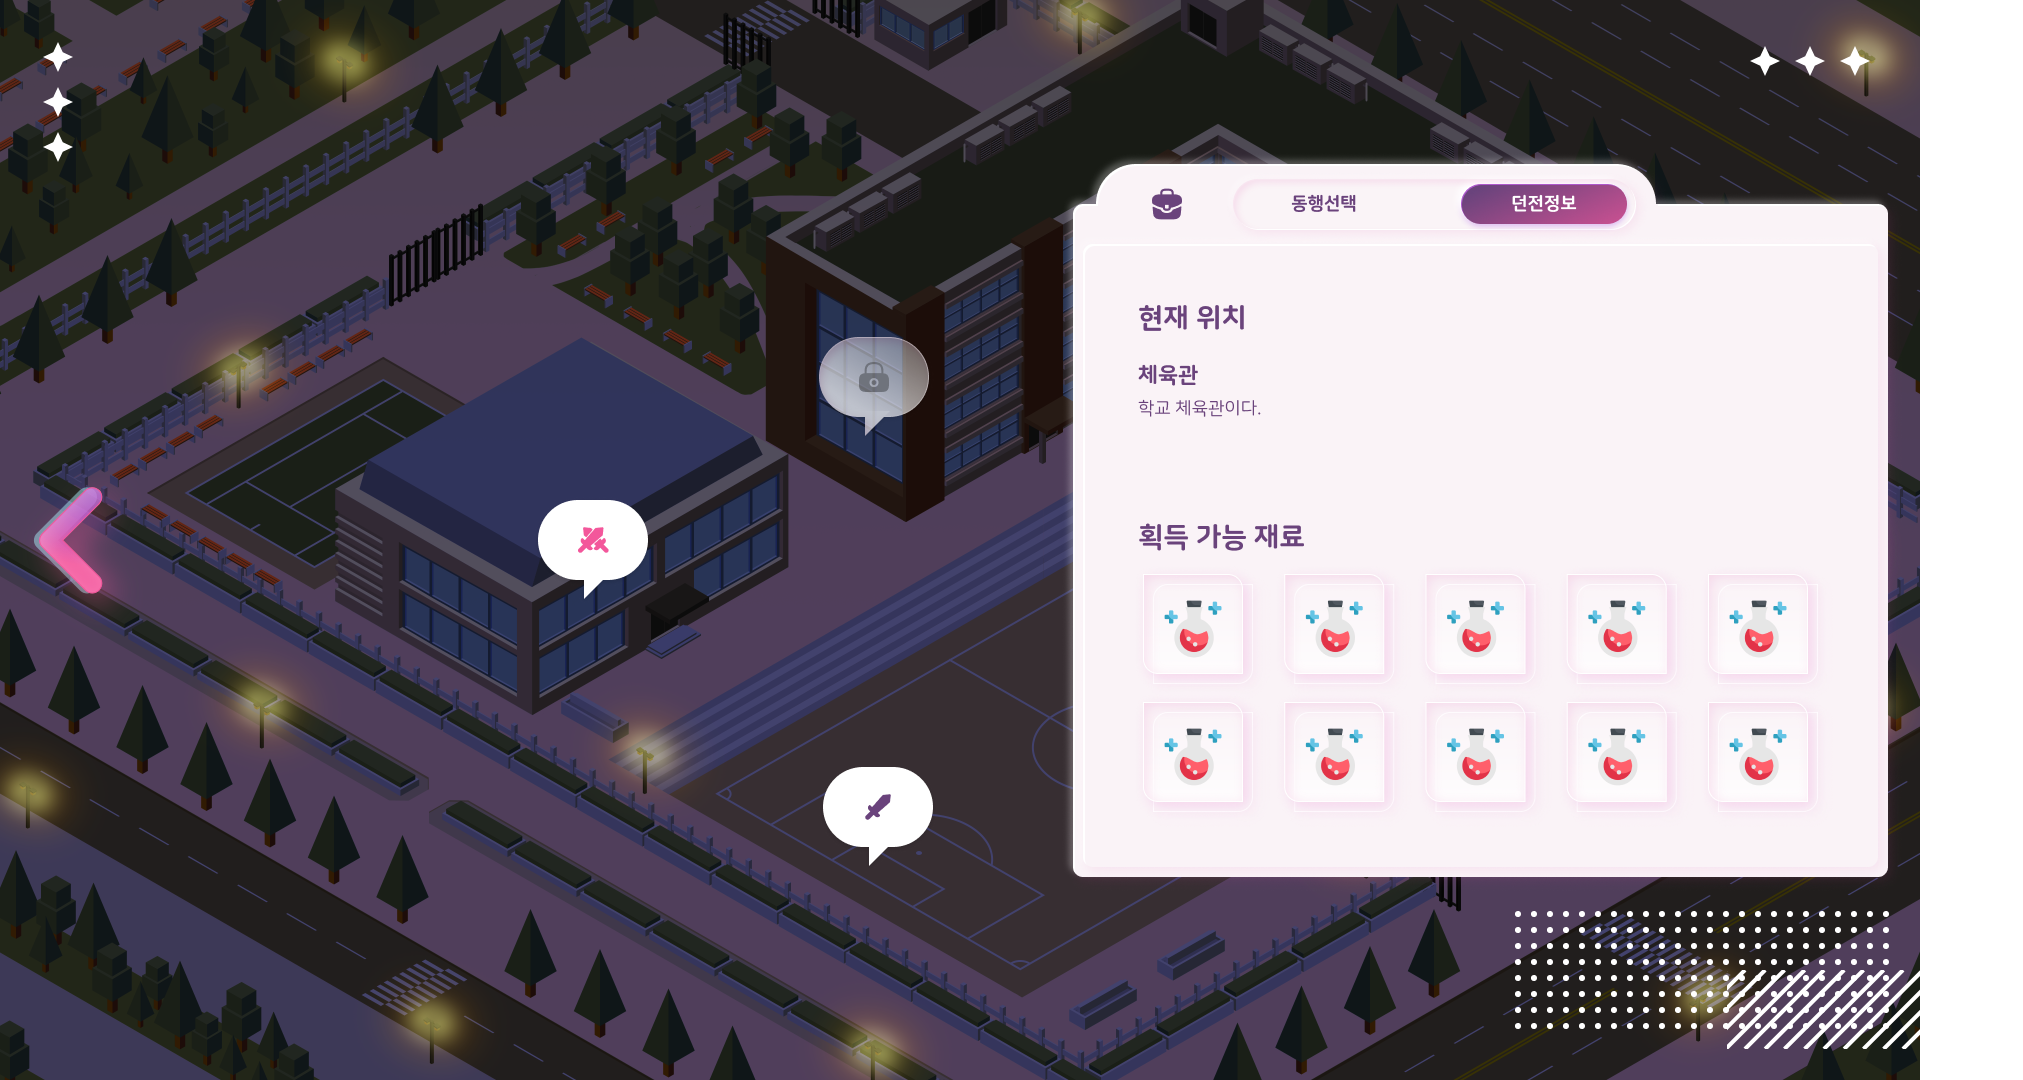 동행선택
던전정보
현재 위치
체육관
학교 체육관이다.
획득 가능 재료